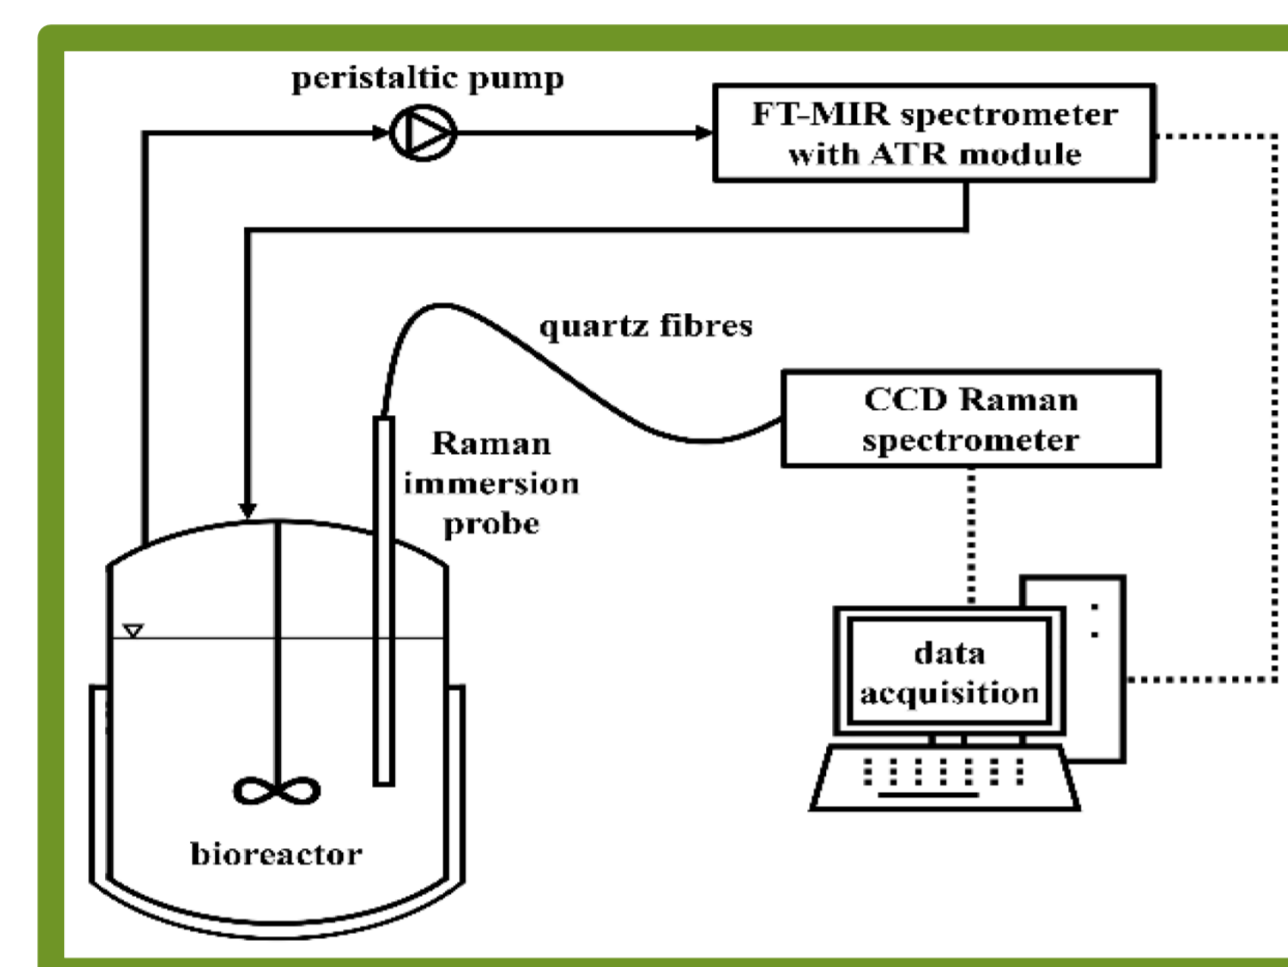 peristaltic pump
FT-MIR spectrometer
with ATR module
quartz fibres
CCD Raman
spectrometer
Raman
immersion
probe
data
acquisition
bioreactor